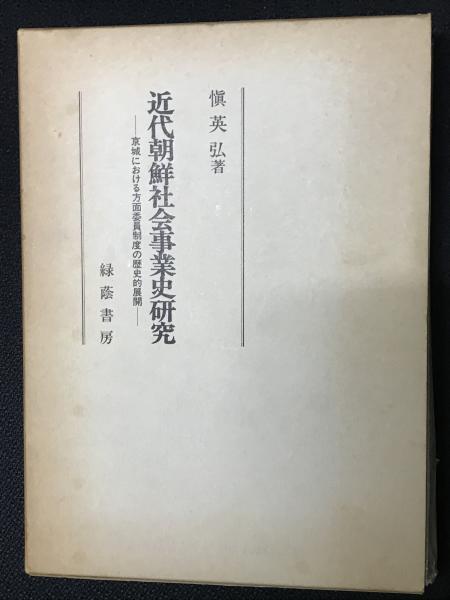 愼英弘著
近代朝鮮社会事業史研究
―京城における方面委員制度の歴史的展開―
緑蔭書房